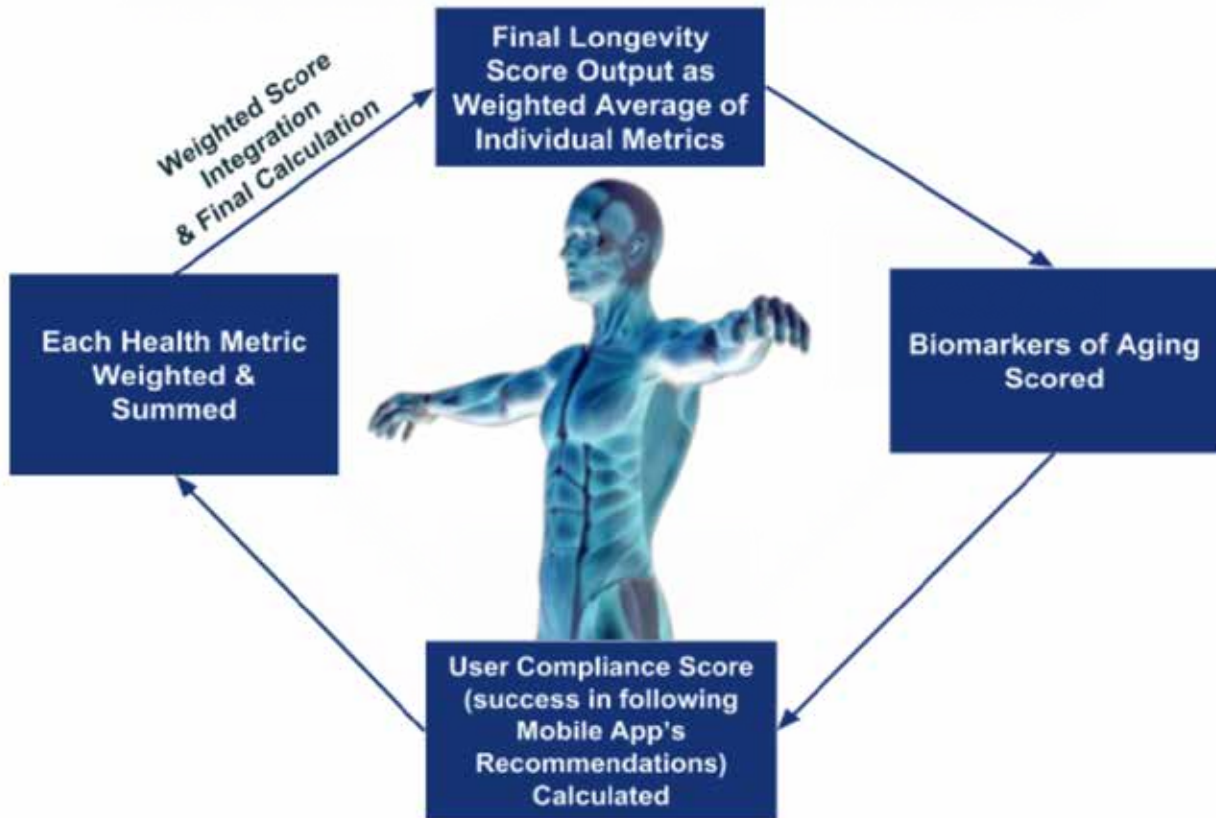 Final Longevity
Score Output as
Weighted Average of
Individual Metrics
Weighted Score
Integration
& Final Calculation
Each Health Metric
Weighted &
Summed
Biomarkers of Aging
Scored
User Compliance Score
(success in following
Mobile App's
Recommendations)
Calculated